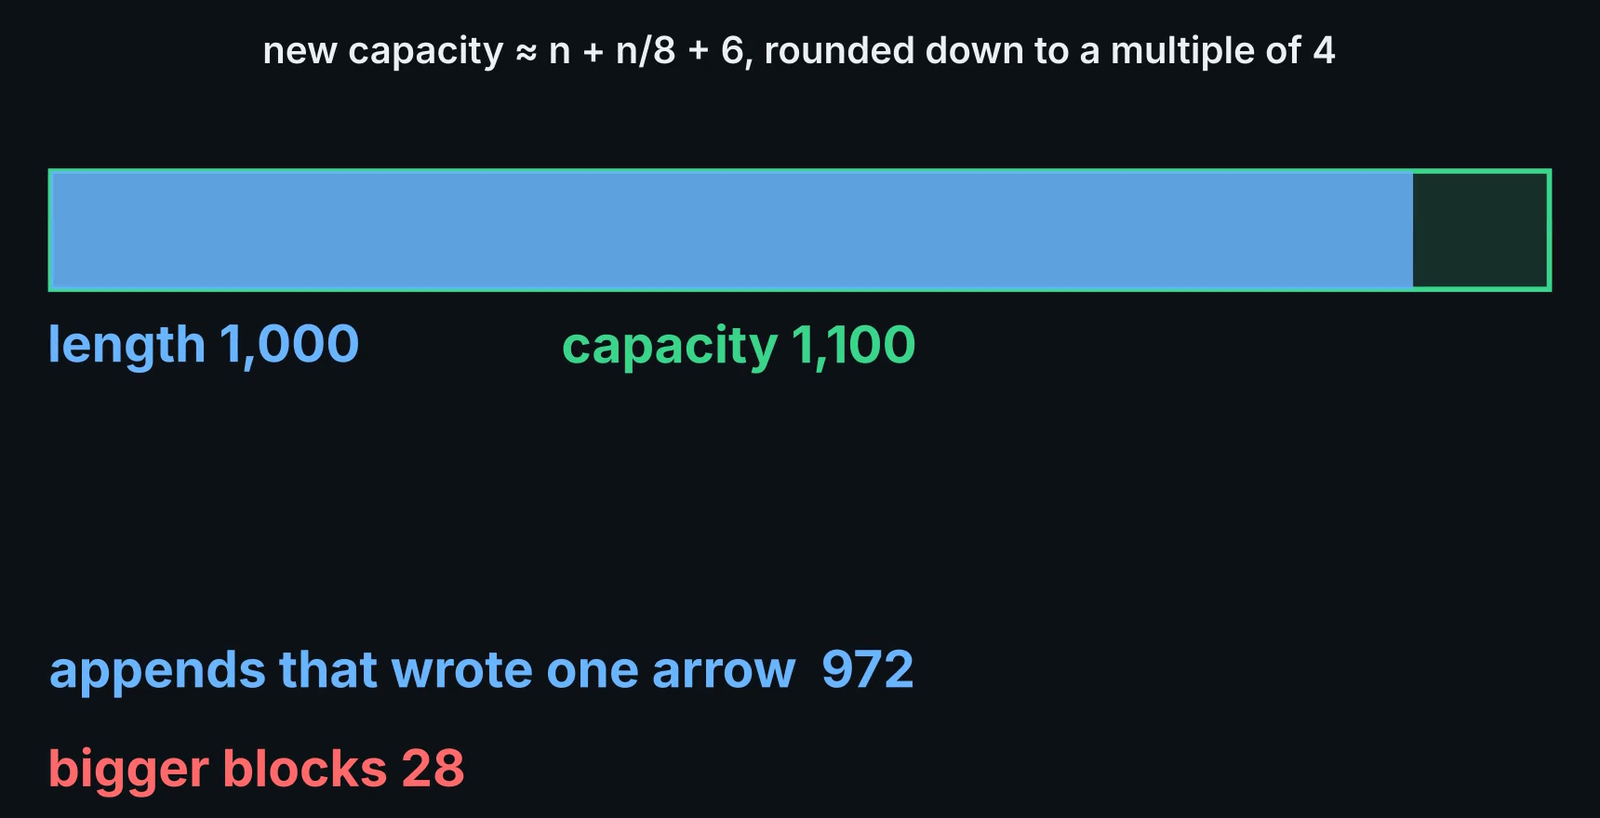 new capacity ≈ n + n/8 + 6, rounded down to a multiple of 4
length 1,000 capacity 1,100
appends that wrote one arrow 972
bigger blocks 28